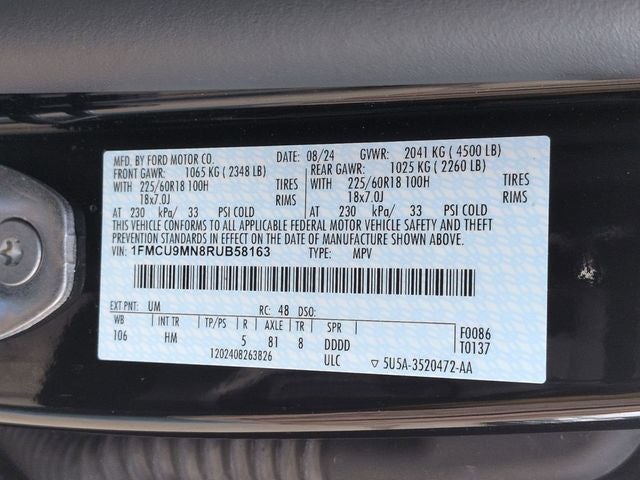 MFD. BY FORD MOTOR CO. DATE: 08/24 GVWR: 2041 KG ( 4500 LB)
FRONT GAWR: 1065 KG ( 2348 LB) REAR GAWR: 1025 KG ( 2260 LB)
WITH 225/60R18 100H TIRES WITH 225/60R18 100H TIRES
18x7.0J RIMS 18x7.0J RIMS
AT 230 kPa/ 33 PSI COLD AT 230 kPa/ 33 PSI COLD
THIS VEHICLE CONFORMS TO ALL APPLICABLE FEDERAL MOTOR VEHICLE SAFETY AND THEFT
PREVENTION STANDARDS IN EFFECT ON THE DATE OF MANUFACTURE SHOWN ABOVE.
VIN: 1FMCU9MN8RUB58163 TYPE: MPV
EXT PNT: UM RC: 48 DSO:
WB INT TR TP/PS R AXLE TR SPR F0086
106 HM 5 81 8 DDDD T0137
1202408263826 ULC ▽ 5U5A-3520472-AA